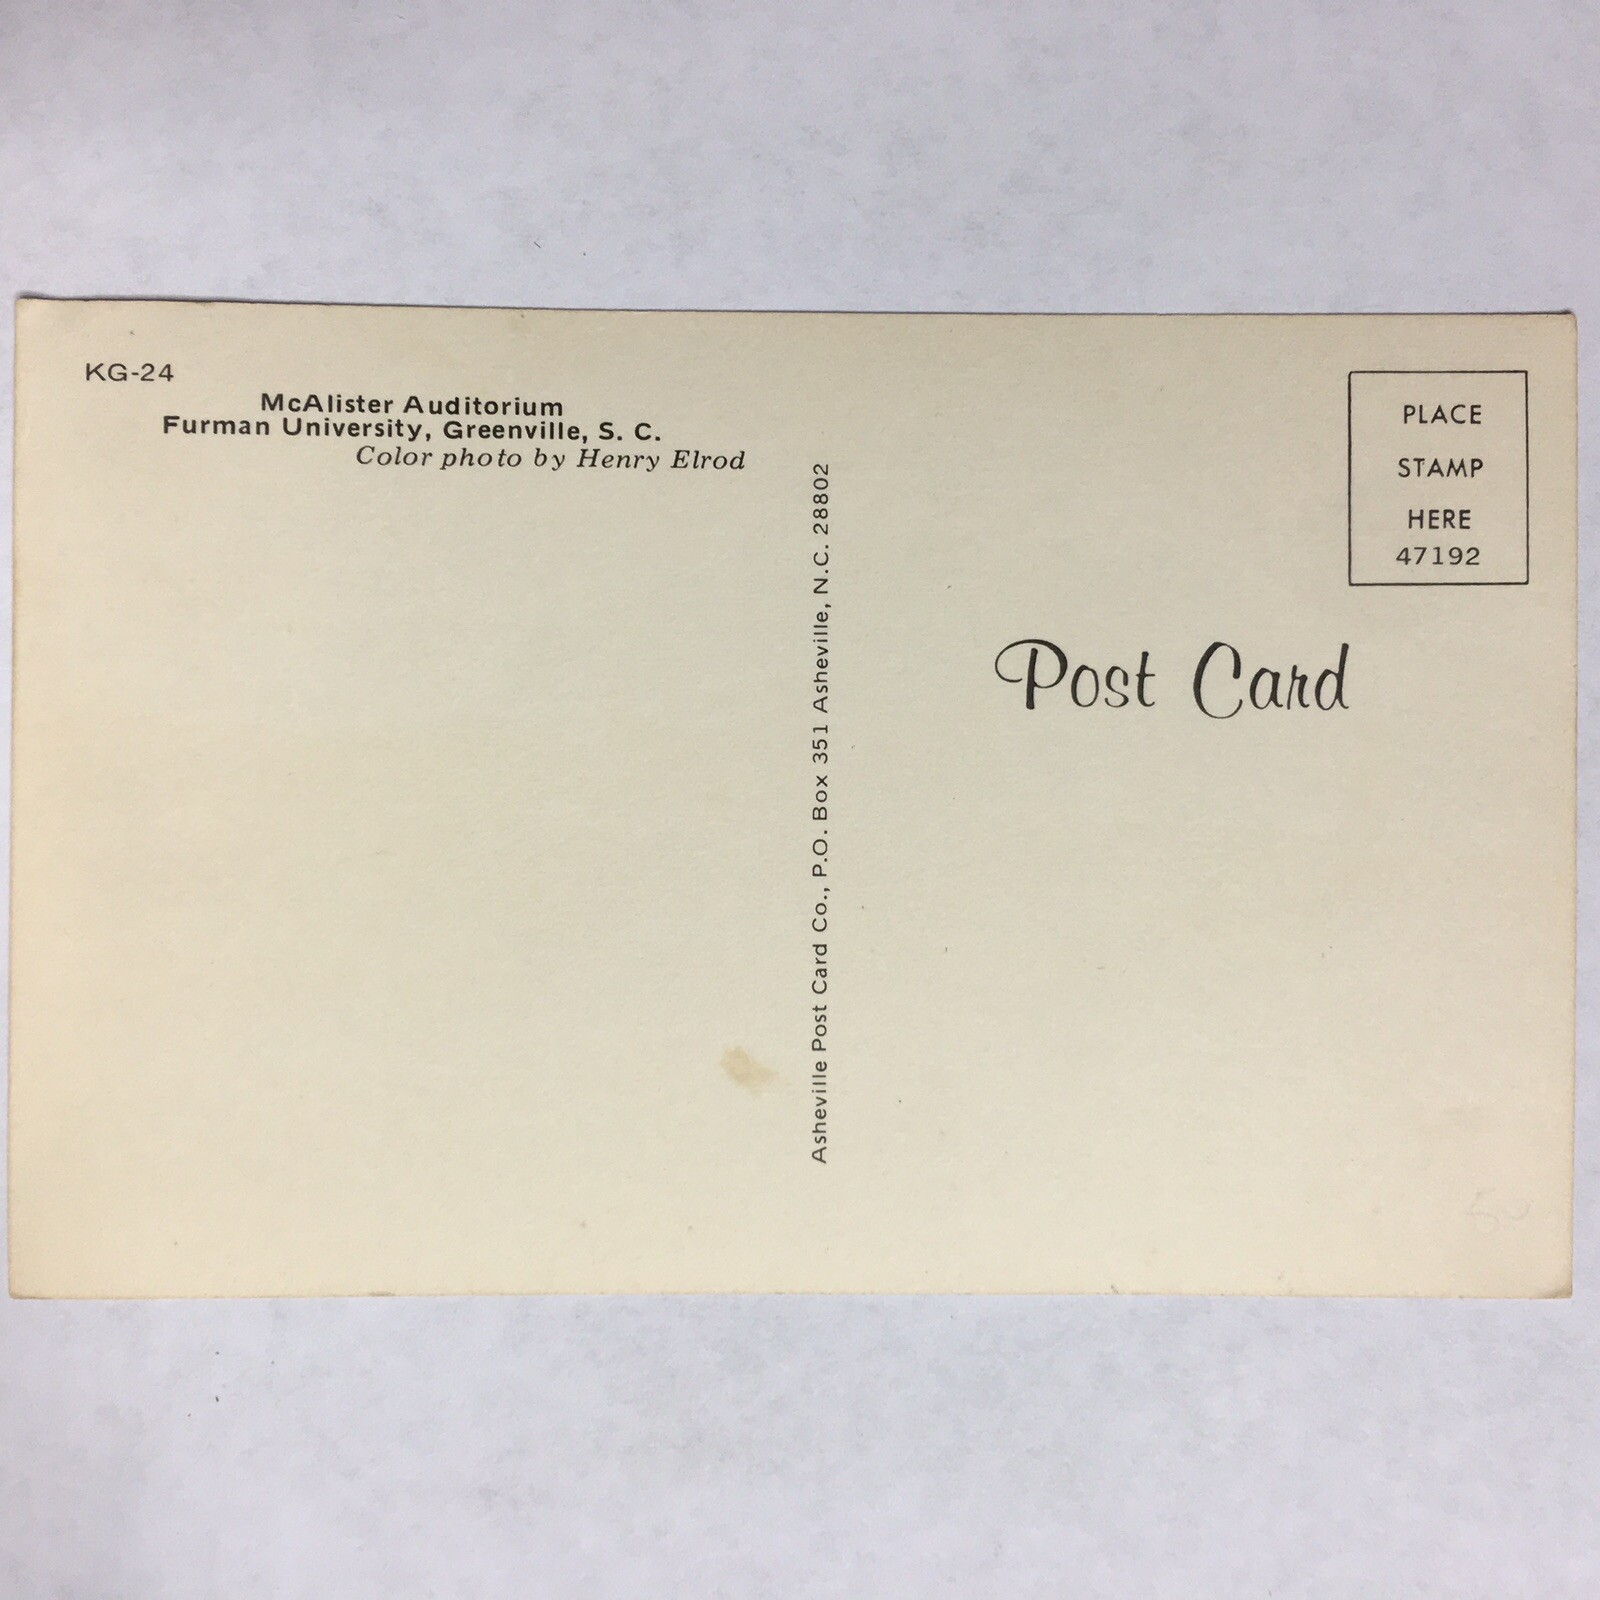 KG-24
McAlister Auditorium
Furman University, Greenville, S. C.
Color photo by Henry Elrod
Asheville Post Card Co., P.O. Box 351 Asheville, N.C. 28802
PLACE
STAMP
HERE
47192
Post Card